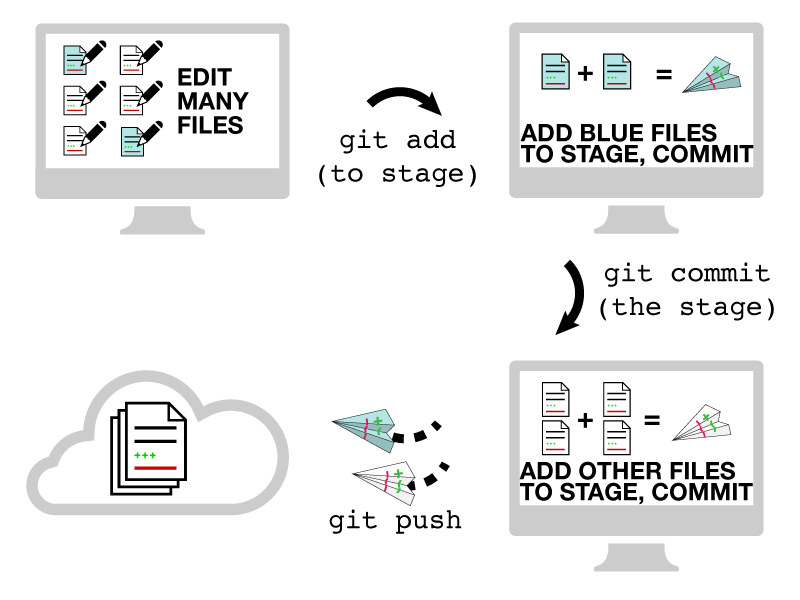 EDIT
MANY
FILES
git add
(to stage)
+ =
ADD BLUE FILES
TO STAGE, COMMIT
git commit
(the stage)
+ =
ADD OTHER FILES
TO STAGE, COMMIT
git push
+++